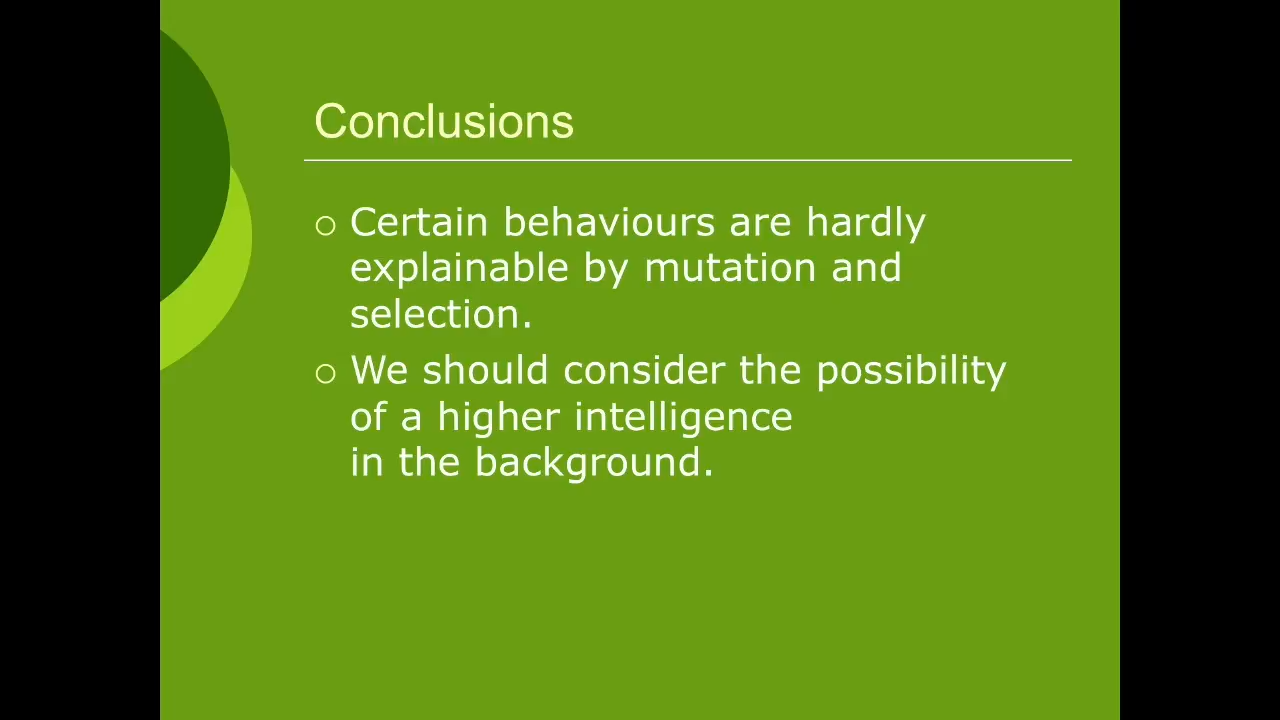 Conclusions
Certain behaviours are hardly
explainable by mutation and
selection.
We should consider the possibility
of a higher intelligence
in the background.